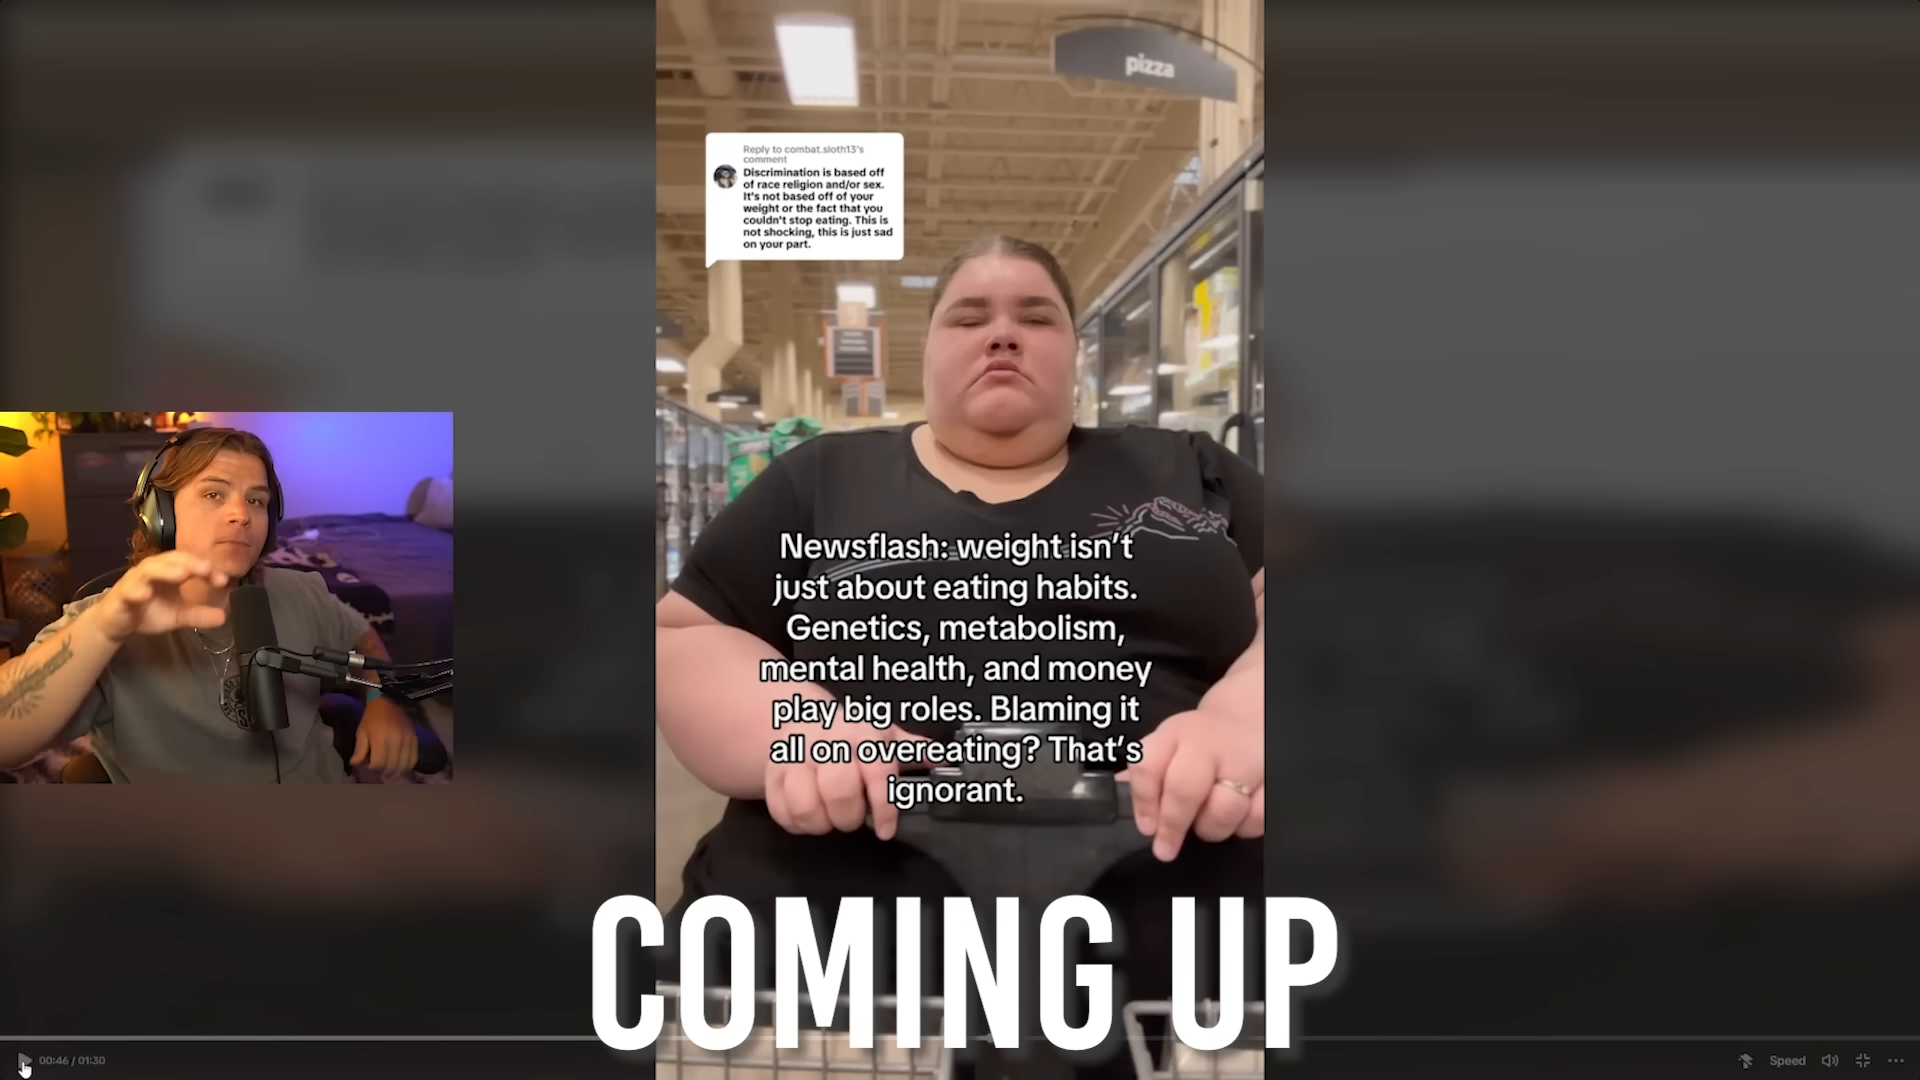 pizza
Reply to combat.sloth13's
comment
Discrimination is based off
of race religion and/or sex.
It's not based off of your
weight or the fact that you
couldn't stop eating. This is
not shocking, this is just sad
on your part.
Newsflash: weight isn't
just about eating habits.
Genetics, metabolism,
mental health, and money
play big roles. Blaming it
all on overeating? That's
ignorant.
COMING UP
00:46 / 01:30
Speed